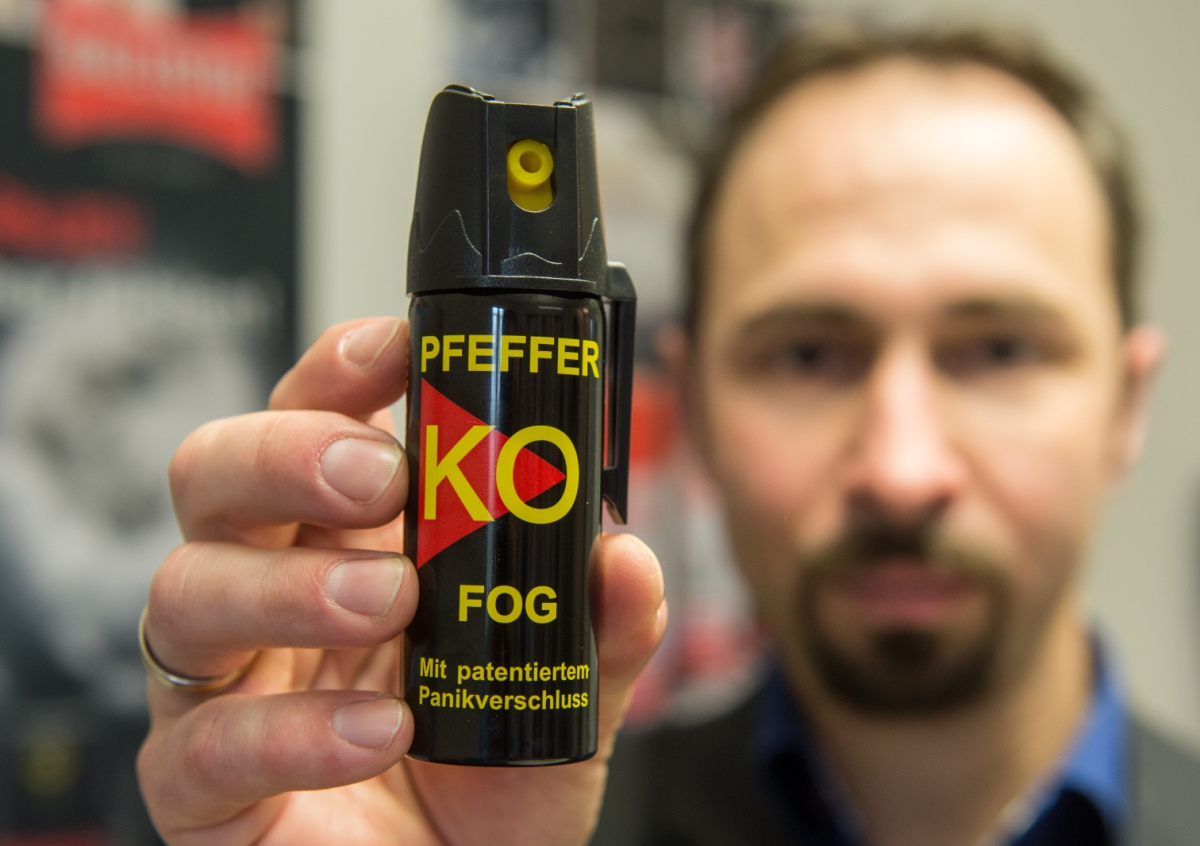 PFEFFER
KO
FOG
Mit patentiertem
Panikverschluss